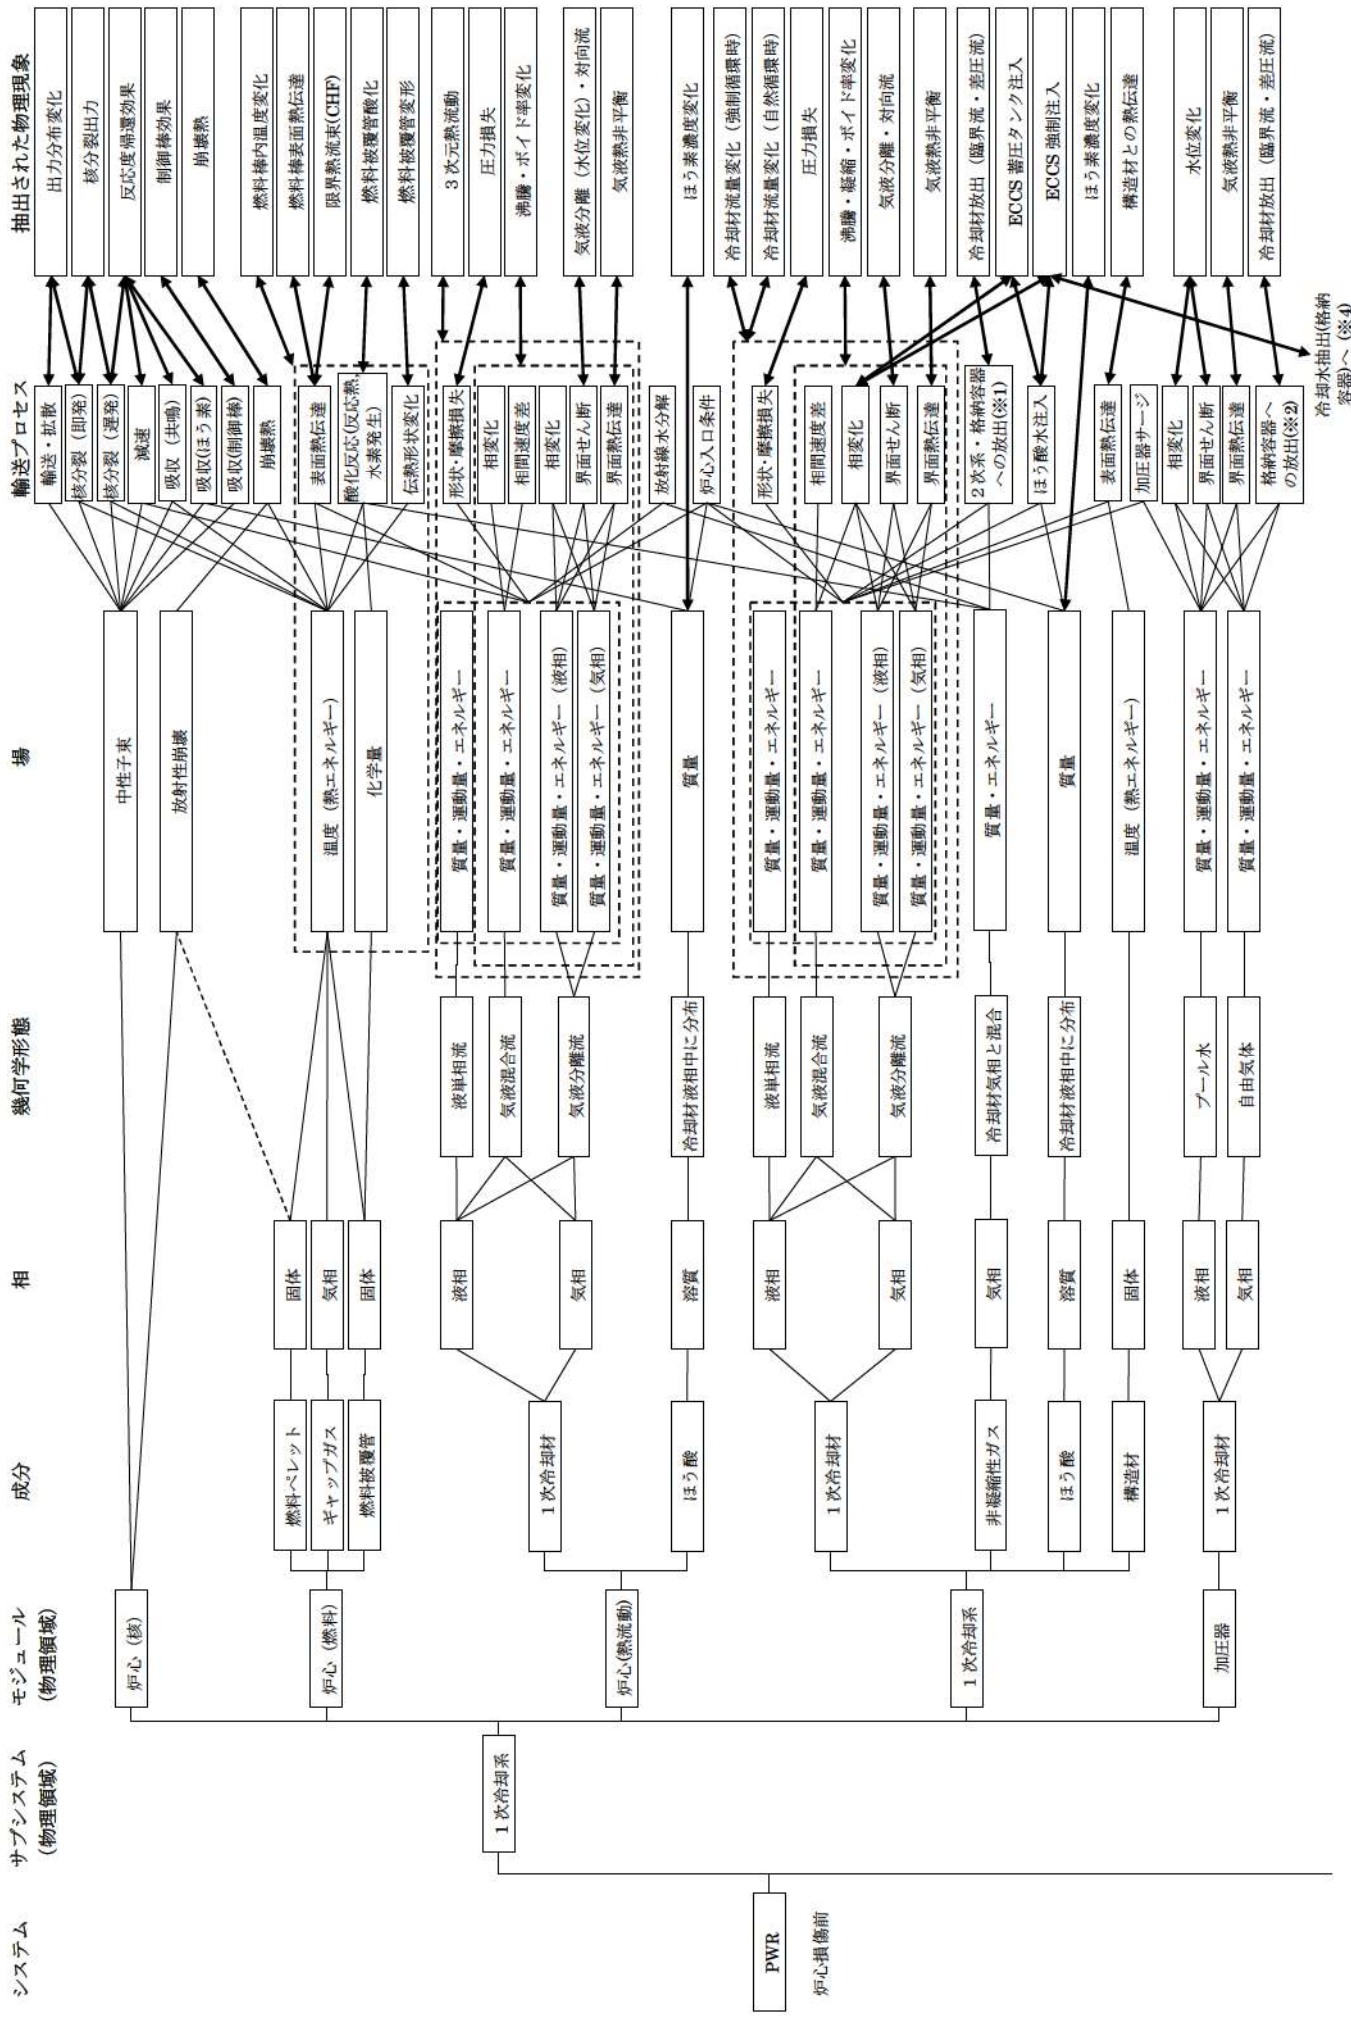 システム
サブシステム
(物理領域)
モジュール
(物理領域)
成分
相
幾何学形態
場
輸送プロセス
抽出された物理現象
PWR
炉心損傷前
1次冷却系
炉心（核）
炉心（燃料）
炉心(熱流動)
1次冷却系
加圧器
燃料ペレット
ギャップガス
燃料被覆管
1次冷却材
ほう酸
1次冷却材
非凝縮性ガス
ほう酸
構造材
1次冷却材
固体
気相
固体
液相
気相
溶質
液相
気相
気相
溶質
固体
液相
気相
液単相流
気液混合流
気液分離流
冷却材液相中に分布
液単相流
気液混合流
気液分離流
冷却材気相と混合
冷却材液相中に分布
プール水
自由気体
中性子束
放射性崩壊
温度（熱エネルギー）
化学量
質量・運動量・エネルギー
質量・運動量・エネルギー
質量・運動量・エネルギー（液相）
質量・運動量・エネルギー（気相）
質量
質量・運動量・エネルギー
質量・運動量・エネルギー
質量・運動量・エネルギー（液相）
質量・運動量・エネルギー（気相）
質量・エネルギー
質量
温度（熱エネルギー）
質量・運動量・エネルギー
質量・運動量・エネルギー
輸送・拡散
核分裂（即発）
核分裂（遅発）
減速
吸収（共鳴）
吸収(ほう素)
吸収(制御棒)
崩壊熱
表面熱伝達
酸化反応(反応熱,
水素発生)
伝熱形状変化
形状・摩擦損失
相変化
相間速度差
相変化
界面せん断
界面熱伝達
放射線水分解
炉心入口条件
形状・摩擦損失
相間速度差
相変化
界面せん断
界面熱伝達
2次系・格納容器
への放出(※1)
ほう酸水注入
表面熱伝達
加圧器サージ
相変化
界面せん断
界面熱伝達
格納容器へ
の放出(※2)
出力分布変化
核分裂出力
反応度帰還効果
制御棒効果
崩壊熱
燃料棒内温度変化
燃料棒表面熱伝達
限界熱流束(CHF)
燃料被覆管酸化
燃料被覆管変形
3次元熱流動
圧力損失
沸騰・ボイド率変化
気液分離（水位変化）・対向流
気液熱非平衡
ほう素濃度変化
冷却材流量変化（強制循環時）
冷却材流量変化（自然循環時）
圧力損失
沸騰・凝縮・ボイド率変化
気液分離・対向流
気液熱非平衡
冷却材放出（臨界流・差圧流）
ECCS 蓄圧タンク注入
ECCS 強制注入
ほう素濃度変化
構造材との熱伝達
水位変化
気液熱非平衡
冷却材放出（臨界流・差圧流）
冷却水抽出(格納
容器)へ (※4)